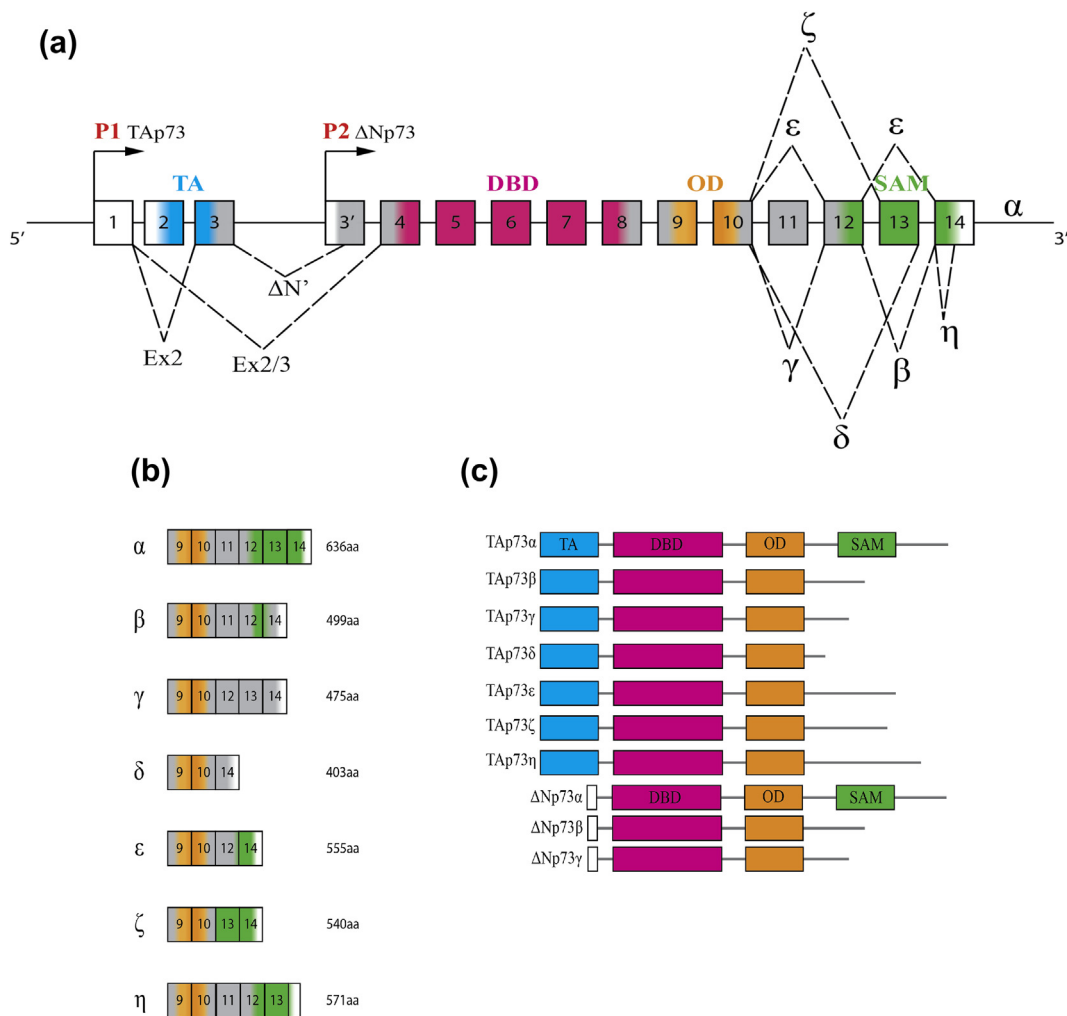 (a)
ζ
ε ε
P1 TAp73 P2 ΔNp73
TA DBD OD SAM
5′ 1 2 3 3′ 4 5 6 7 8 9 10 11 12 13 14 α 3′
ΔN’
Ex2 Ex2/3 γ β η
δ
(b)
α 9 10 11 12 13 14 636aa
β 9 10 11 12 14 499aa
γ 9 10 12 13 14 475aa
δ 9 10 14 403aa
ε 9 10 12 14 555aa
ζ 9 10 13 14 540aa
η 9 10 11 12 13 571aa
(c)
TAp73α TA DBD OD SAM
TAp73β
TAp73γ
TAp73δ
TAp73ε
TAp73ζ
TAp73η
ΔNp73α DBD OD SAM
ΔNp73β
ΔNp73γ